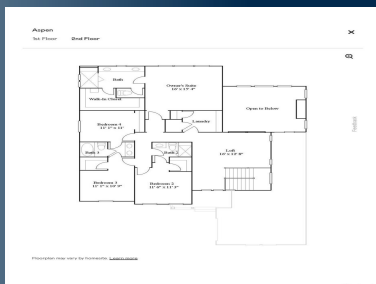 Aspen
1st Floor 2nd Floor
Bath
Owner's Suite
Walk-in Closet
Open to Below
Laundry
Bedroom 4
Bath 3
Bath 2
Loft
Bedroom 3
Bedroom 2
Feedback
Floorplan may vary by homesite. Learn more